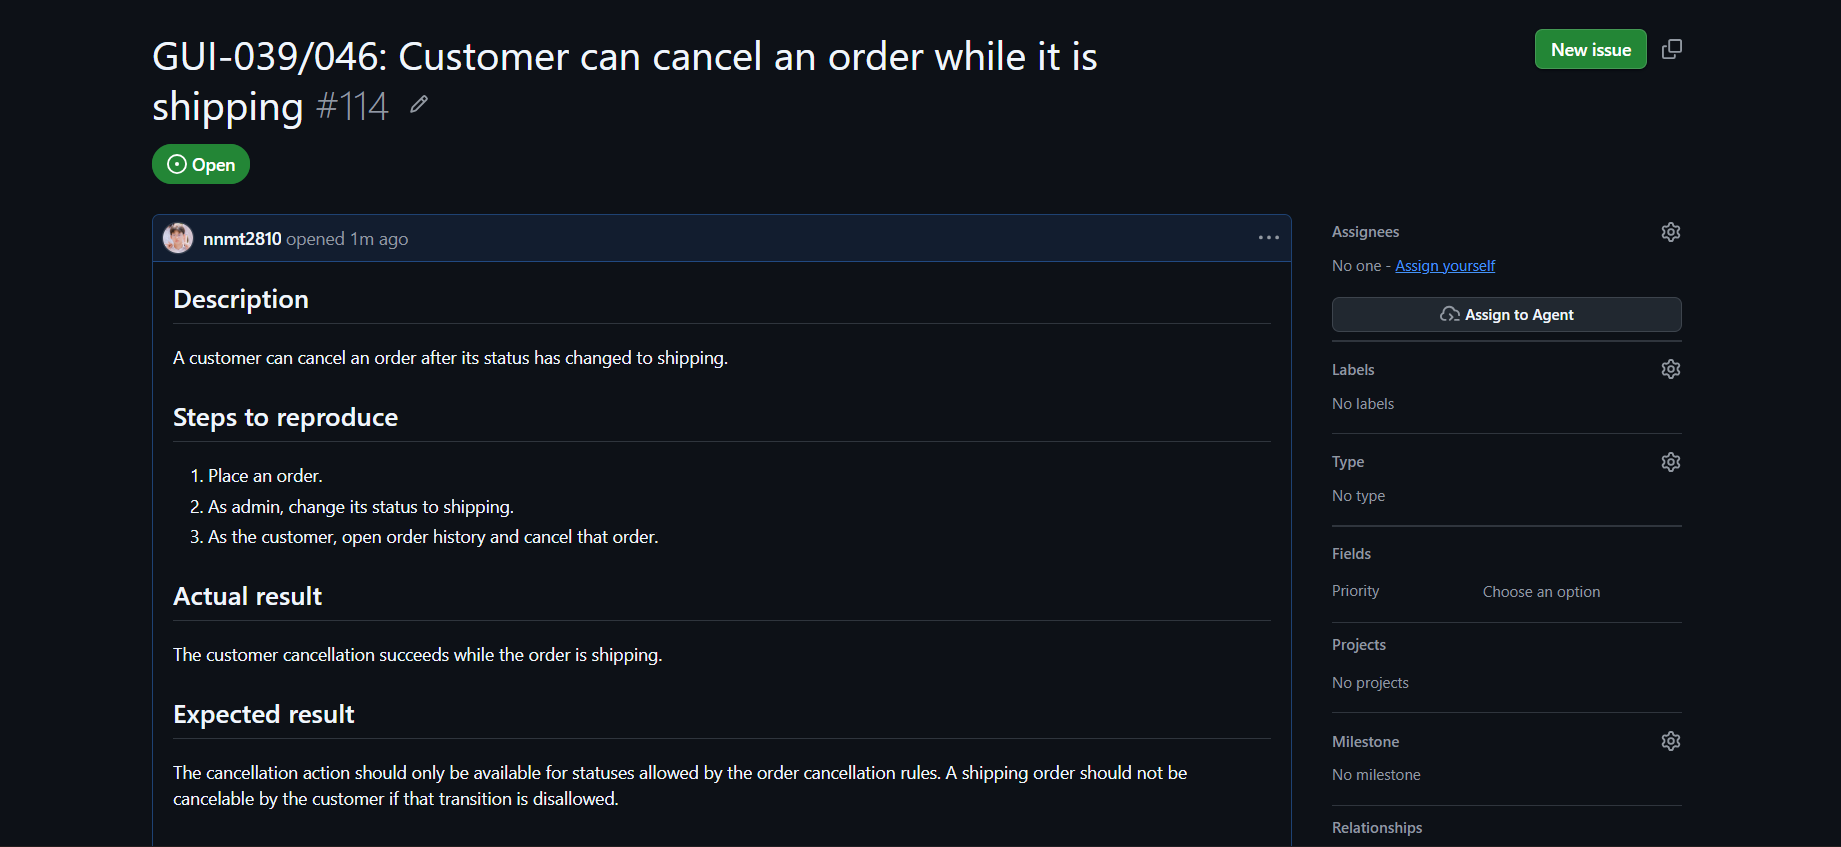 GUI-039/046: Customer can cancel an order while it is
shipping #114
New issue
Open
nnmt2810 opened 1m ago
Description
A customer can cancel an order after its status has changed to shipping.
Steps to reproduce
1. Place an order.
2. As admin, change its status to shipping.
3. As the customer, open order history and cancel that order.
Actual result
The customer cancellation succeeds while the order is shipping.
Expected result
The cancellation action should only be available for statuses allowed by the order cancellation rules. A shipping order should not be
cancelable by the customer if that transition is disallowed.
Assignees
No one - Assign yourself
Assign to Agent
Labels
No labels
Type
No type
Fields
Priority Choose an option
Projects
No projects
Milestone
No milestone
Relationships